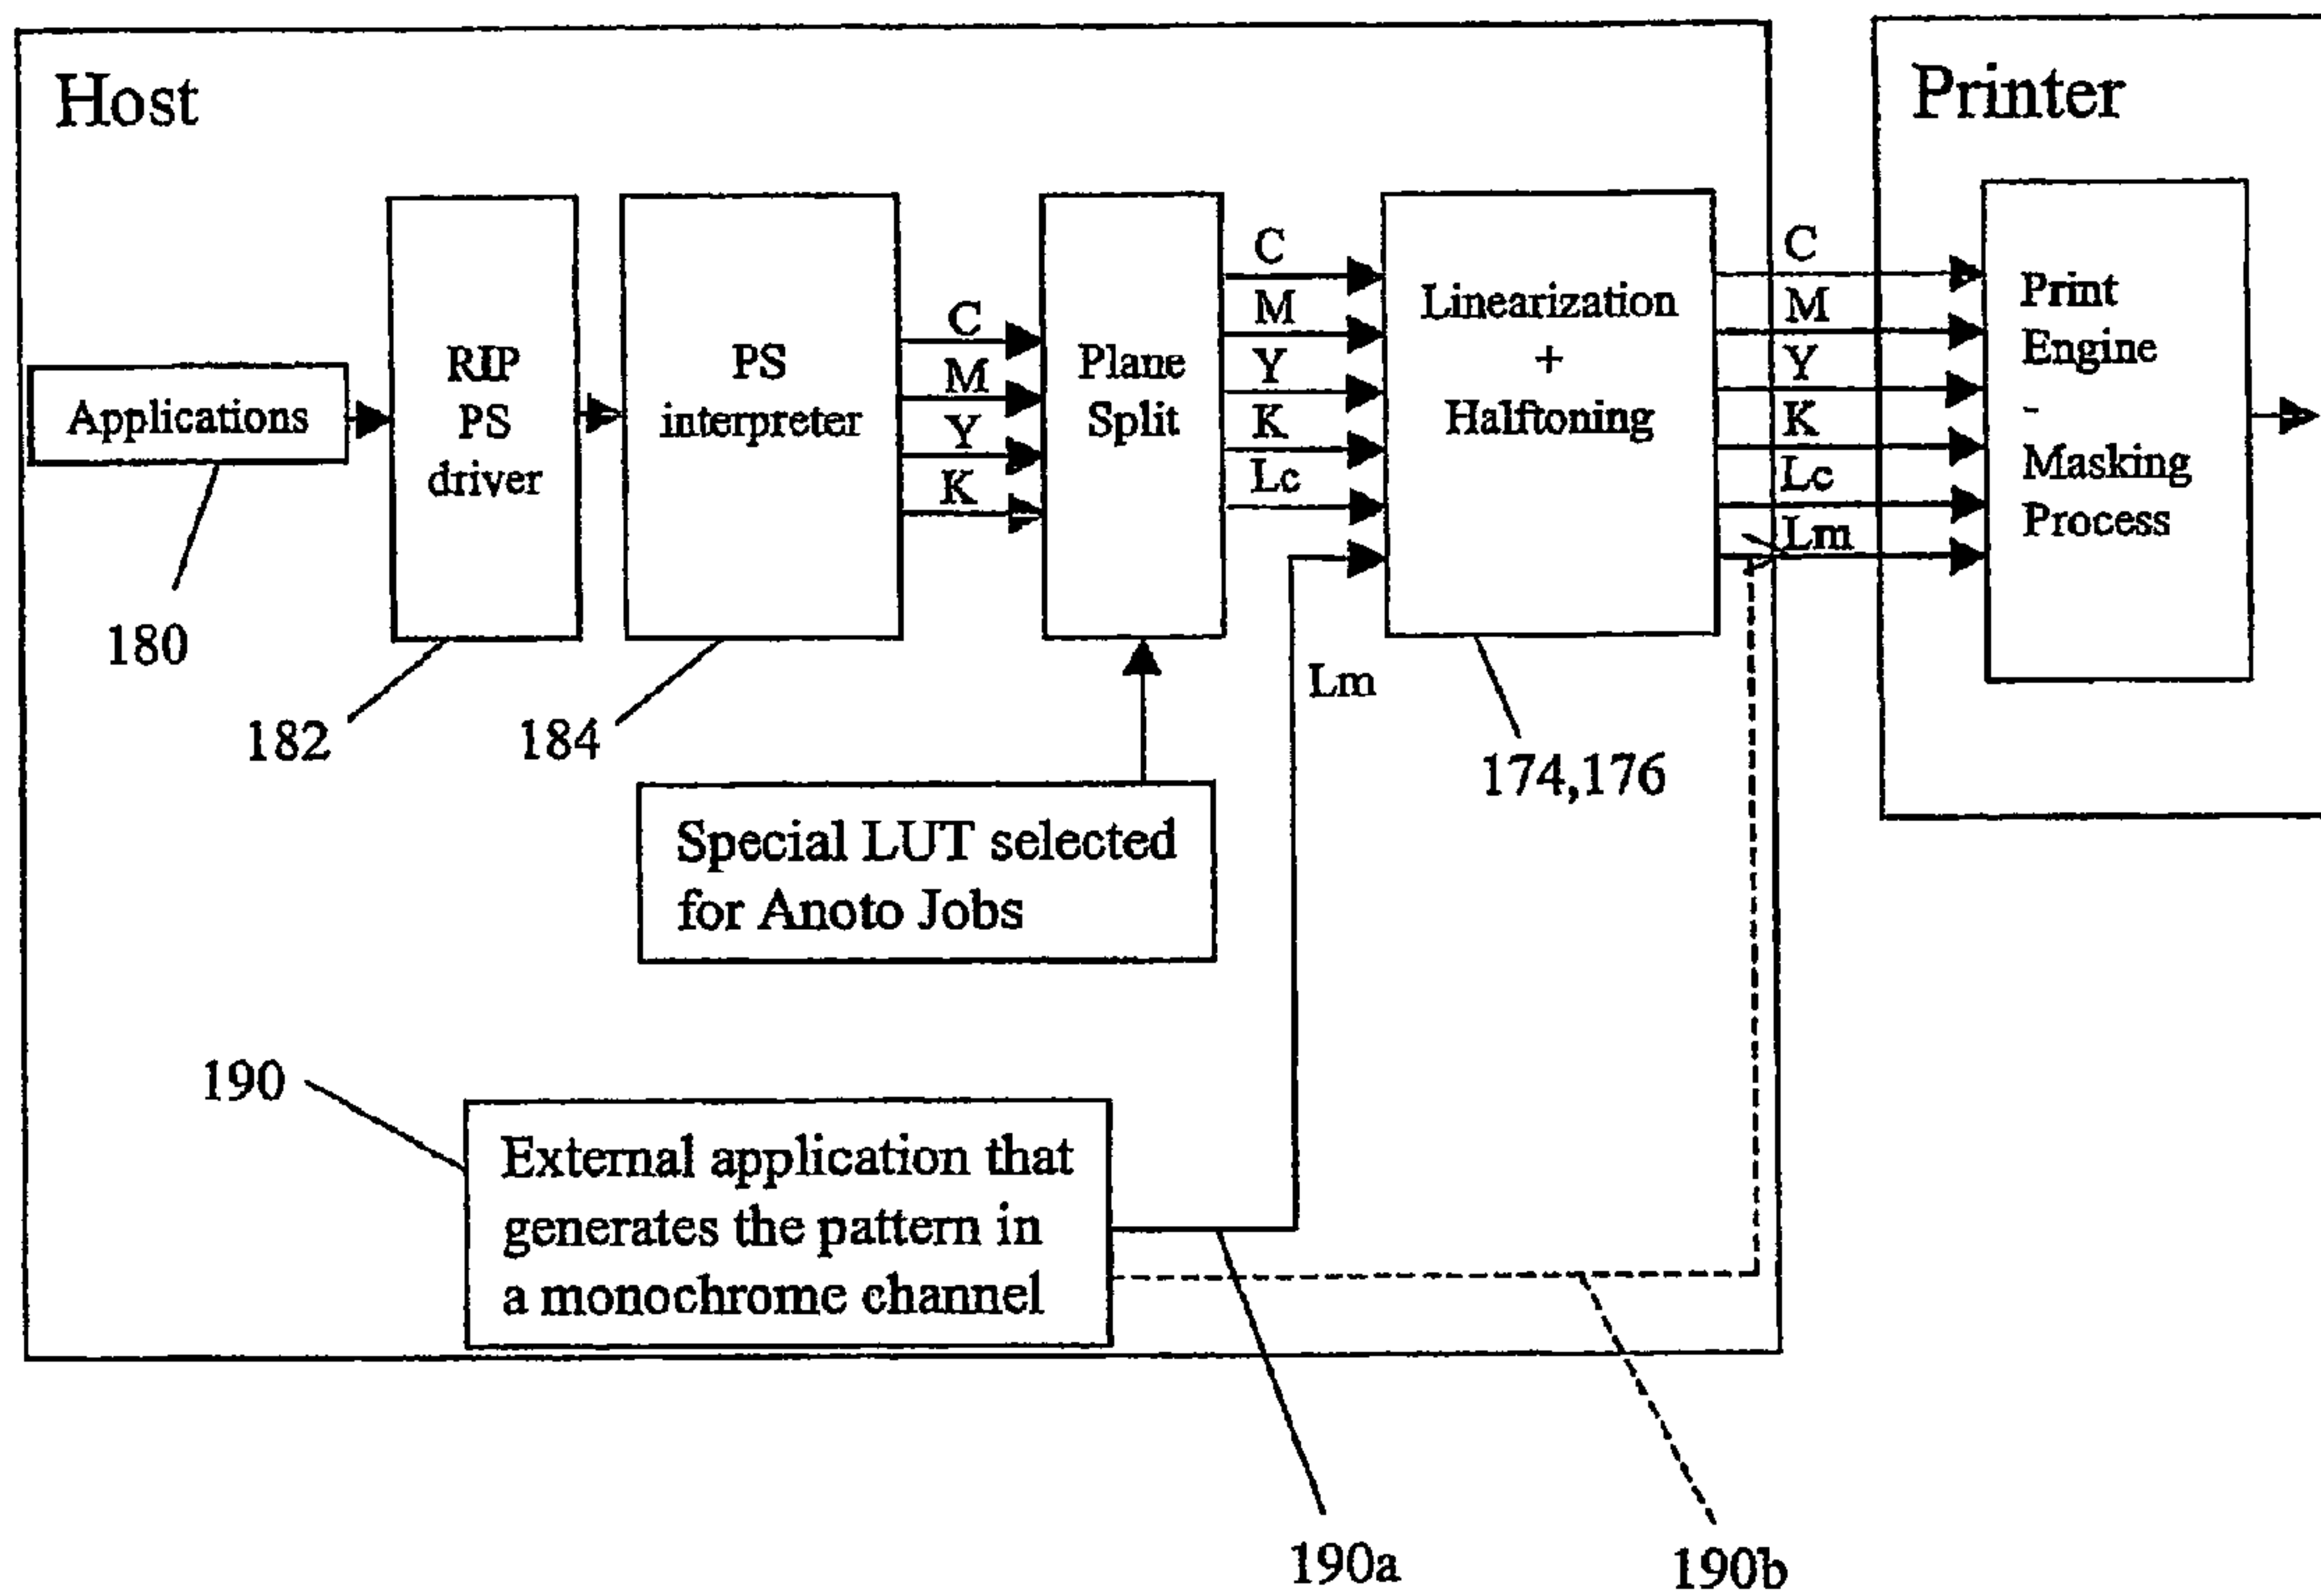 Host
Printer
Applications
RIP
PS
driver
PS
interpreter
C
M
Y
K
Plane
Split
C
M
Y
K
Lc
Lm
Linearization
+
Halftoning
C
M
Y
K
Lc
Lm
Print
Engine
-
Masking
Process
180
182
184
174,176
Special LUT selected
for Anoto Jobs
190
External application that
generates the pattern in
a monochrome channel
190a
190b